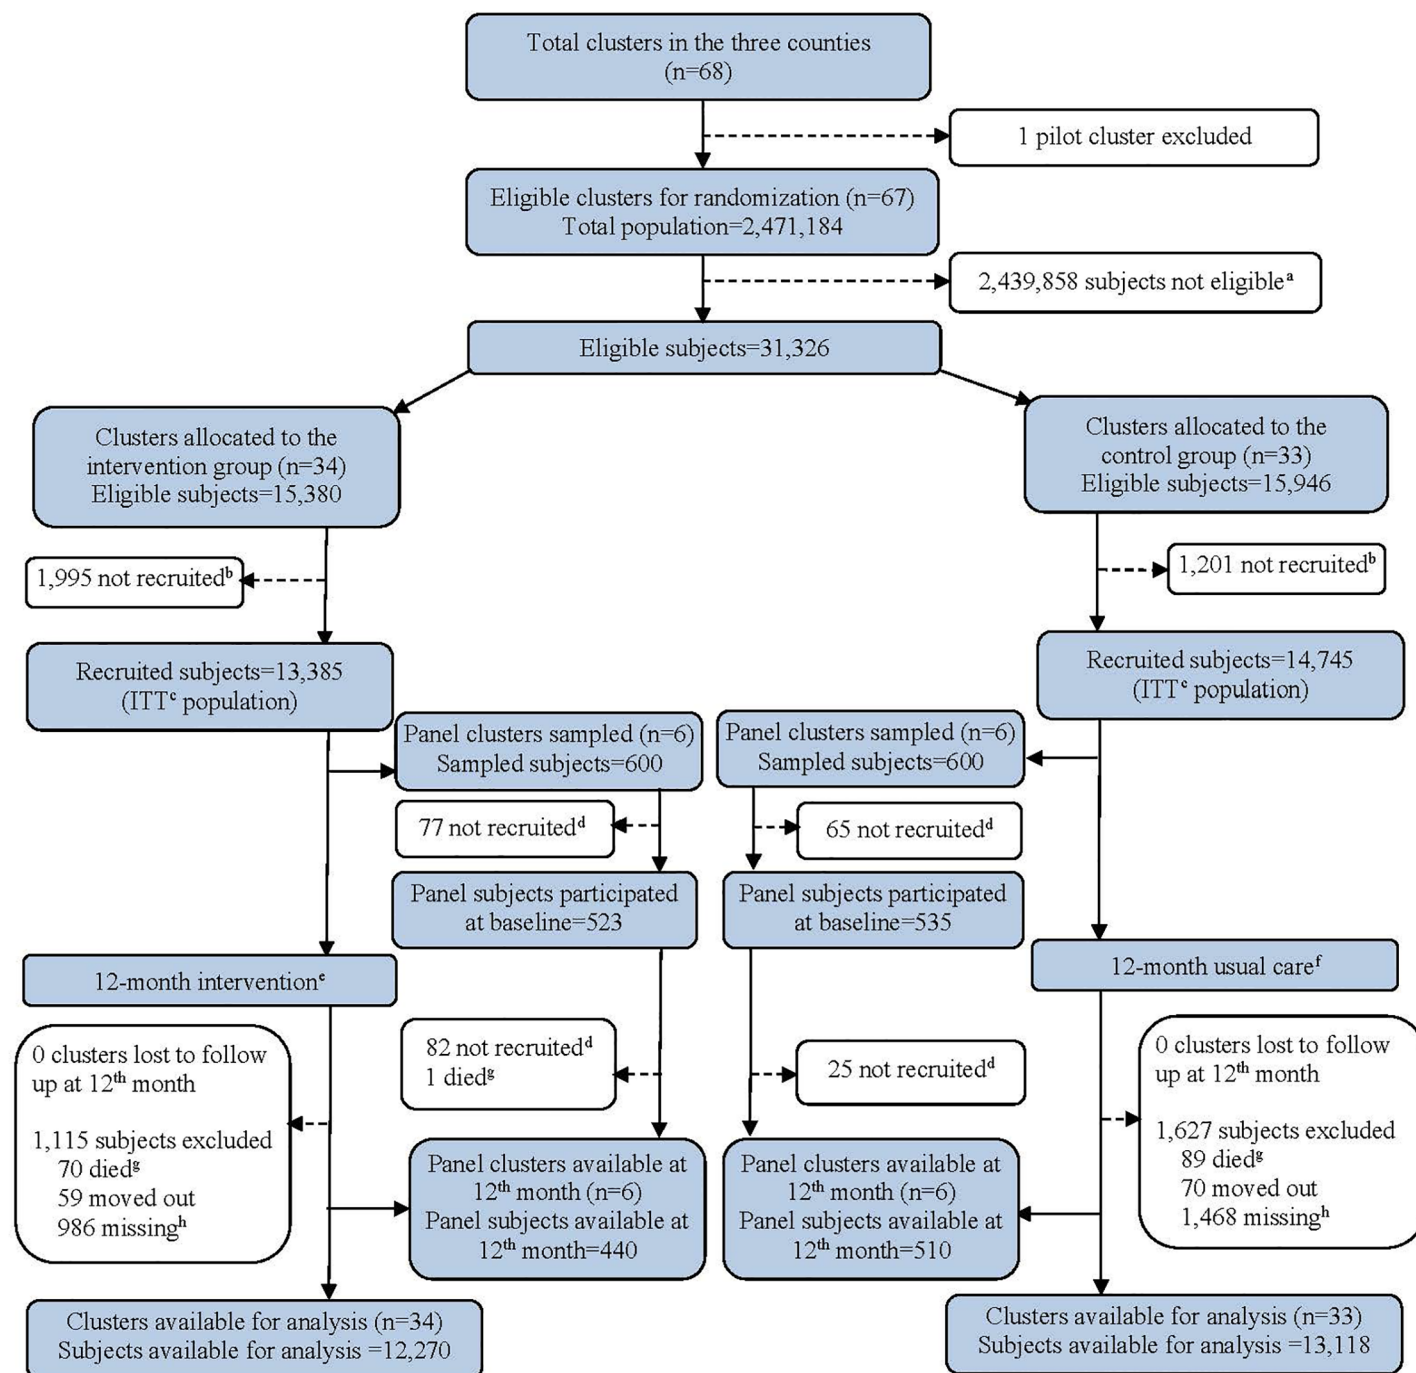 Total clusters in the three counties
(n=68)
1 pilot cluster excluded
Eligible clusters for randomization (n=67)
Total population=2,471,184
2,439,858 subjects not eligibleᵃ
Eligible subjects=31,326
Clusters allocated to the
intervention group (n=34)
Eligible subjects=15,380
Clusters allocated to the
control group (n=33)
Eligible subjects=15,946
1,995 not recruitedᵇ
1,201 not recruitedᵇ
Recruited subjects=13,385
(ITTᶜ population)
Recruited subjects=14,745
(ITTᶜ population)
Panel clusters sampled (n=6)
Sampled subjects=600
Panel clusters sampled (n=6)
Sampled subjects=600
77 not recruitedᵈ
65 not recruitedᵈ
Panel subjects participated
at baseline=523
Panel subjects participated
at baseline=535
12-month interventionᵉ
12-month usual careᶠ
0 clusters lost to follow
up at 12ᵗʰ month
1,115 subjects excluded
70 diedᵍ
59 moved out
986 missingʰ
82 not recruitedᵈ
1 diedᵍ
25 not recruitedᵈ
0 clusters lost to follow
up at 12ᵗʰ month
1,627 subjects excluded
89 diedᵍ
70 moved out
1,468 missingʰ
Panel clusters available at
12ᵗʰ month (n=6)
Panel subjects available at
12ᵗʰ month=440
Panel clusters available at
12ᵗʰ month (n=6)
Panel subjects available at
12ᵗʰ month=510
Clusters available for analysis (n=34)
Subjects available for analysis =12,270
Clusters available for analysis (n=33)
Subjects available for analysis =13,118